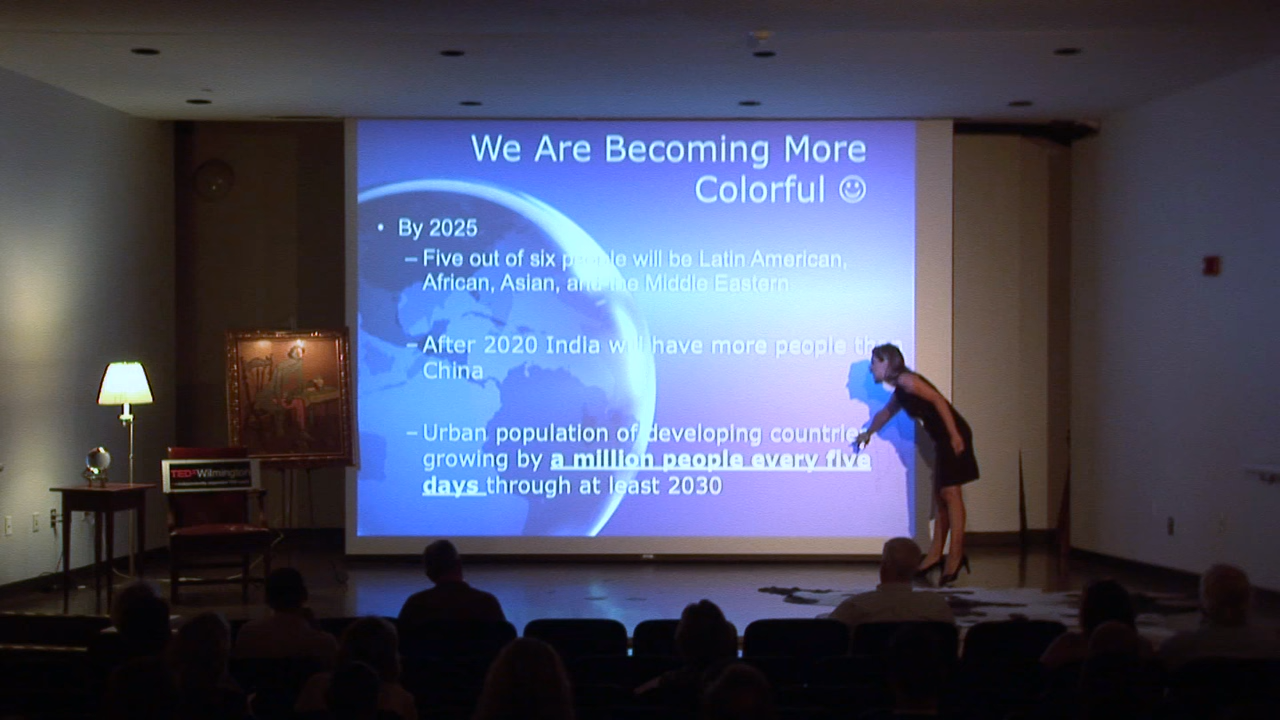 We Are Becoming More
Colorful ☺
• By 2025
– Five out of six people will be Latin American,
African, Asian, and the Middle Eastern
– After 2020 India will have more people than
China
– Urban population of developing countries
growing by a million people every five
days through at least 2030
TEDxWilmington